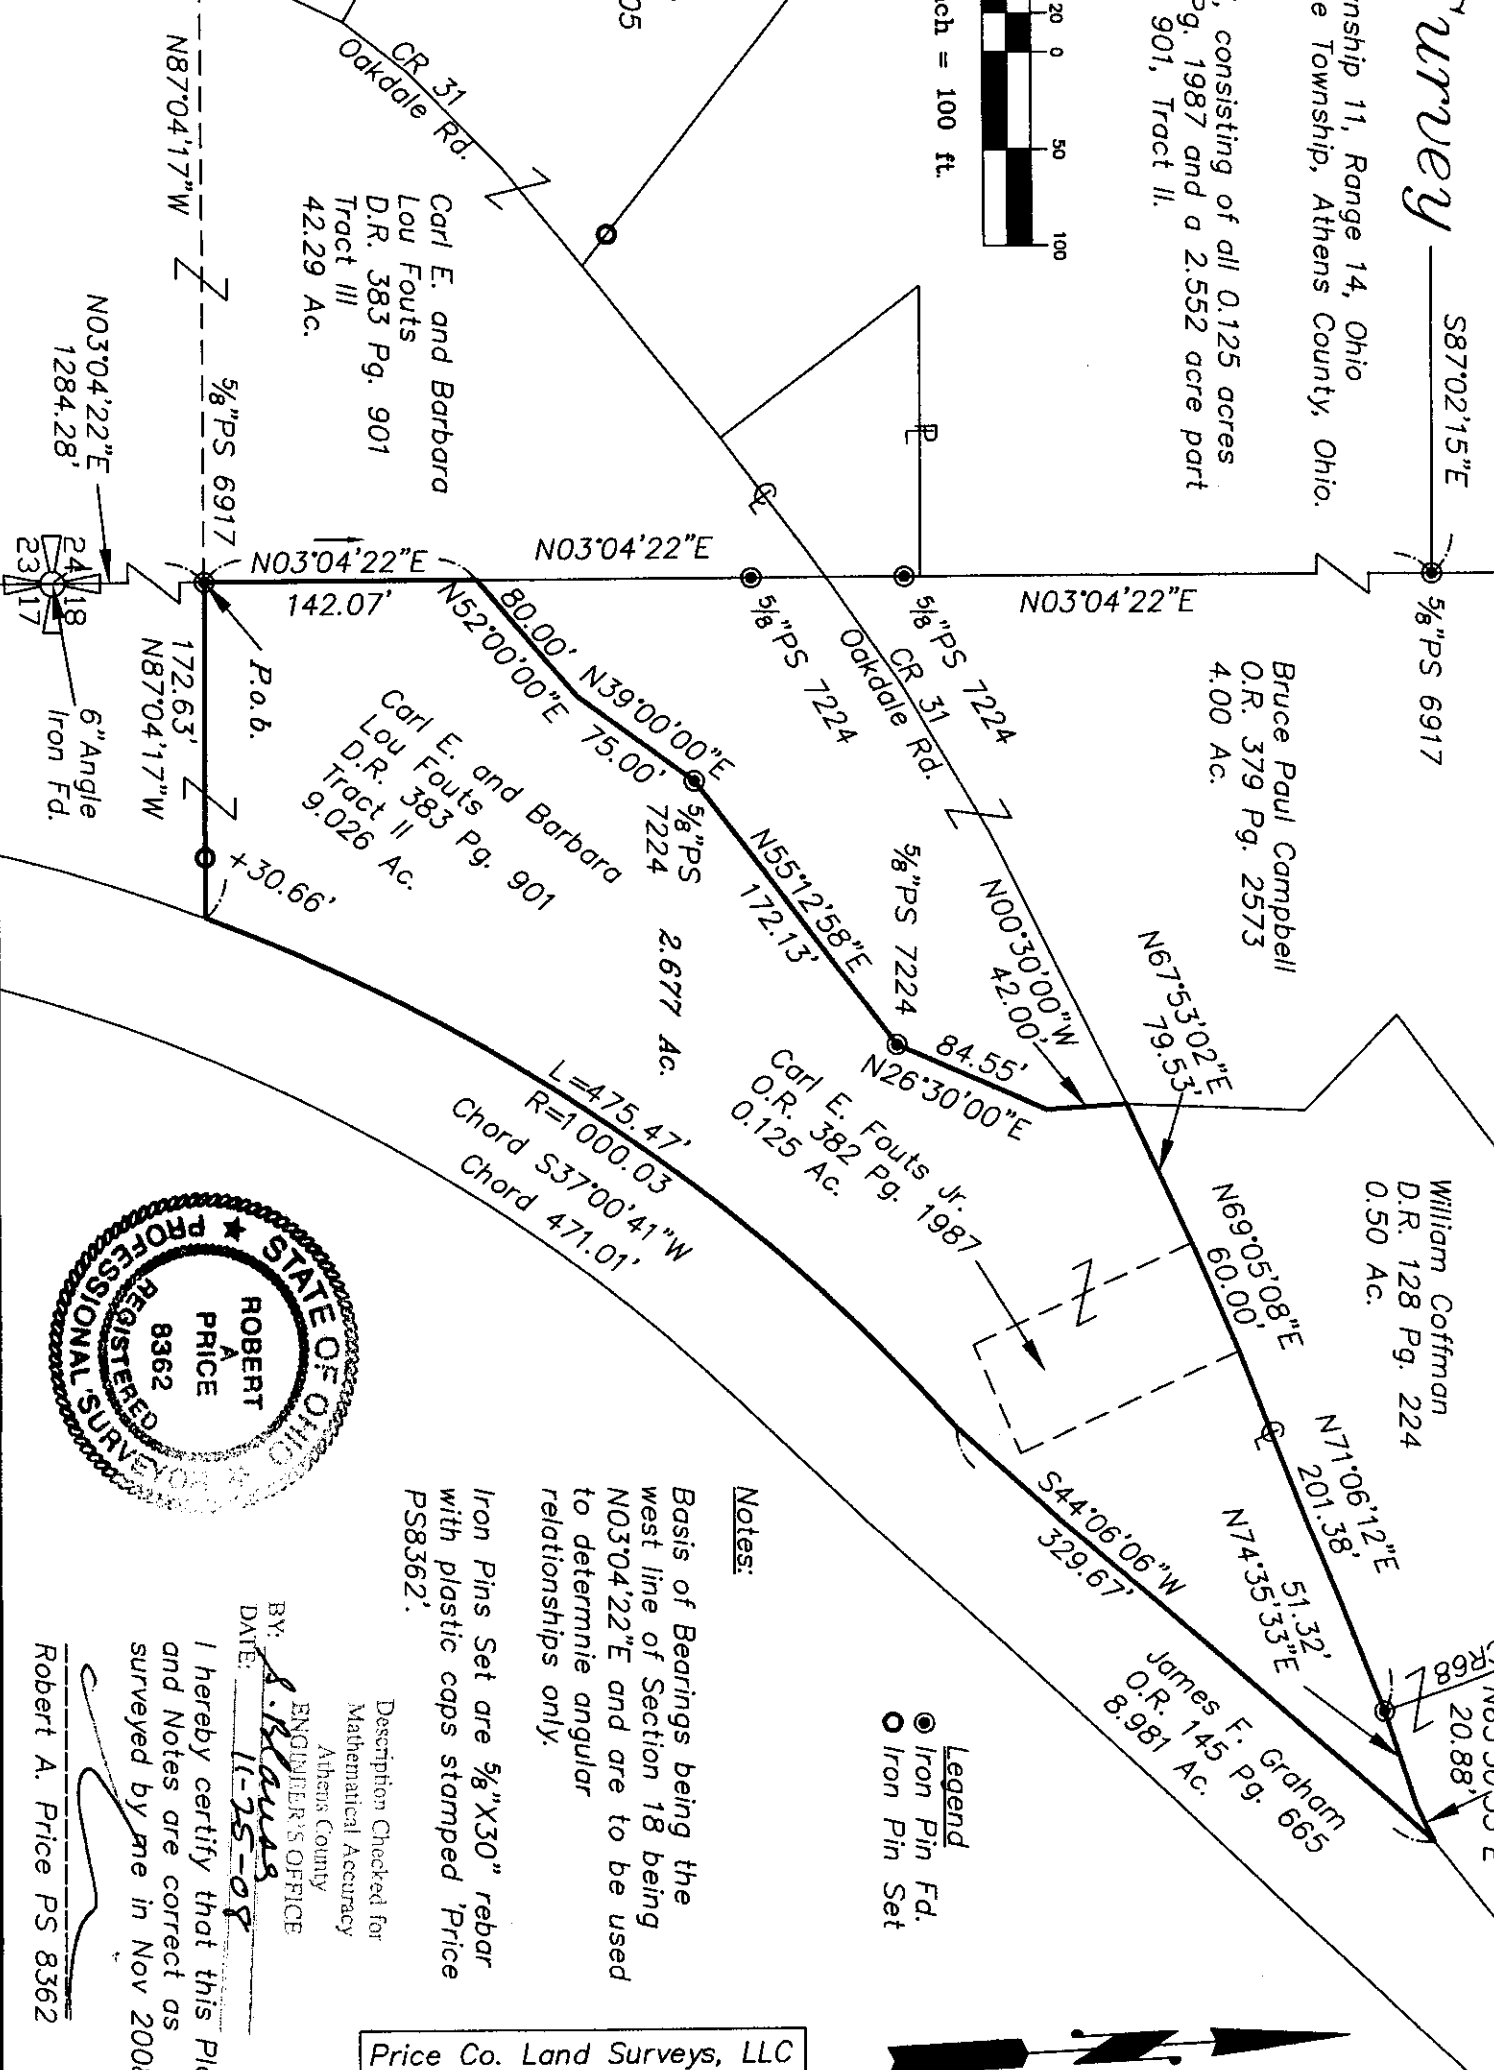 urvey
S87°02'15"E
5/8"PS 6917
nship 11, Range 14, Ohio
e Township, Athens County, Ohio.
, consisting of all 0.125 acres
Pg. 1987 and a 2.552 acre part
901, Tract II.
20 0 50 100
ch = 100 ft.
05
Bruce Paul Campbell
O.R. 379 Pg. 2573
4.00 Ac.
William Coffman
D.R. 128 Pg. 224
0.50 Ac.
P
N03°04'22"E
5/8"PS 7224
5/8"PS 7224
CR 31
Oakdale Rd.
N00°30'00"W
42.00'
N67°53'02"E
79.53'
N69°05'08"E
60.00'
N71°06'12"E
201.38'
51.32'
N74°35'33"E
R68
20.88'
CR 31
Oakdale Rd.
N03°04'22"E
N03°04'22"E
142.07'
80.00'
N52°00'00"E
N39°00'00"E
75.00'
5/8"PS
7224
N55°12'58"E
172.13'
5/8"PS 7224
84.55'
N26°30'00"E
Carl E. Fouts Jr.
O.R. 382 Pg. 1987
0.125 Ac.
S44°06'06"W
329.67'
James F. Graham
O.R. 145 Pg. 665
8.981 Ac.
Carl E. and Barbara
Lou Fouts
D.R. 383 Pg. 901
Tract III
42.29 Ac.
Carl E. and Barbara
Lou Fouts
D.R. 383 Pg. 901
Tract II
9.026 Ac.
2.677 Ac.
L=475.47'
R=1000.03
Chord S37°00'41"W
Chord 471.01'
N87°04'17"W
5/8"PS 6917
P.o.b.
172.63'
N87°04'17"W
+30.66'
N03°04'22"E
1284.28'
24 18
23 17
6"Angle
Iron Fd.
Legend
Iron Pin Fd.
Iron Pin Set
Notes:
Basis of Bearings being the
west line of Section 18 being
N03°04'22"E and are to be used
to determnie angular
relationships only.
Iron Pins Set are 5/8"X30" rebar
with plastic caps stamped 'Price
PS8362'.
STATE OF OHIO
ROBERT
A
PRICE
8362
REGISTERED
PROFESSIONAL SURVEYOR
Description Checked for
Mathematical Accuracy
Athens County
ENGINEER'S OFFICE
BY:
DATE: 11-25-08
I hereby certify that this Pl
and Notes are correct as
surveyed by me in Nov 200
Robert A. Price PS 8362
Price Co. Land Surveys, LLC